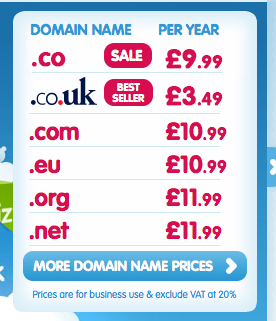 DOMAIN NAME PER YEAR
.co SALE £9.99
.co.uk BEST SELLER £3.49
.com £10.99
.eu £10.99
.org £11.99
.net £11.99
MORE DOMAIN NAME PRICES
Prices are for business use & exclude VAT at 20%